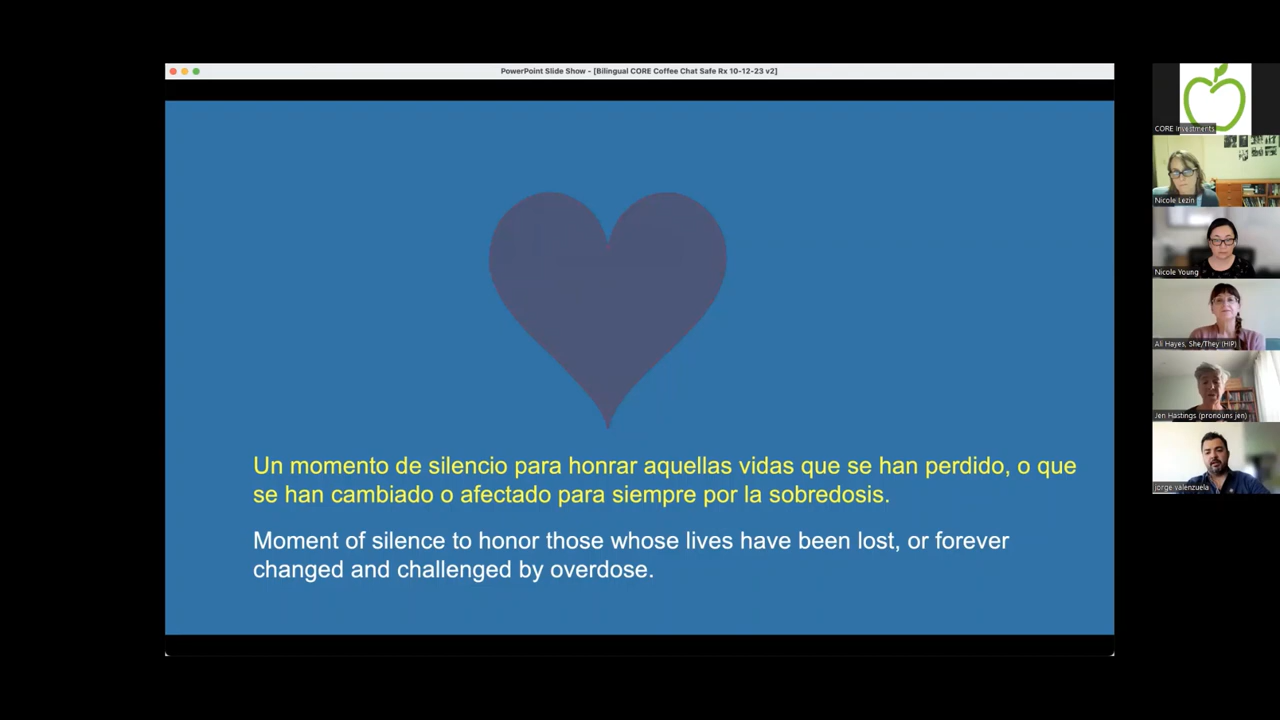 PowerPoint Slide Show - [Bilingual CORE Coffee Chat Safe Rx 10-12-23 v2]
CORE Investments
Nicole Lezin
Nicole Young
Ali Hayes, She/They (HIP)
Jen Hastings (pronouns jen)
jorge valenzuela
Un momento de silencio para honrar aquellas vidas que se han perdido, o que
se han cambiado o afectado para siempre por la sobredosis.
Moment of silence to honor those whose lives have been lost, or forever
changed and challenged by overdose.